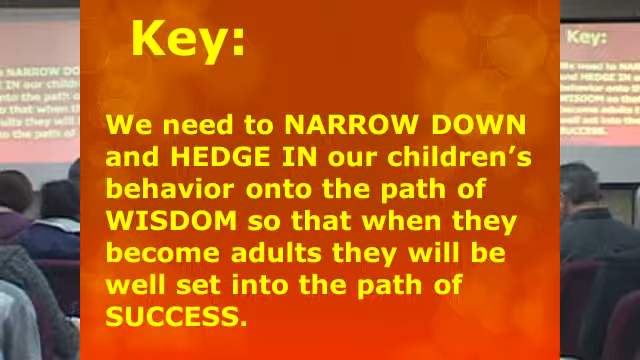 Key:
We need to NARROW DOWN
and HEDGE IN our children’s
behavior onto the path of
WISDOM so that when they
become adults they will be
well set into the path of
SUCCESS.